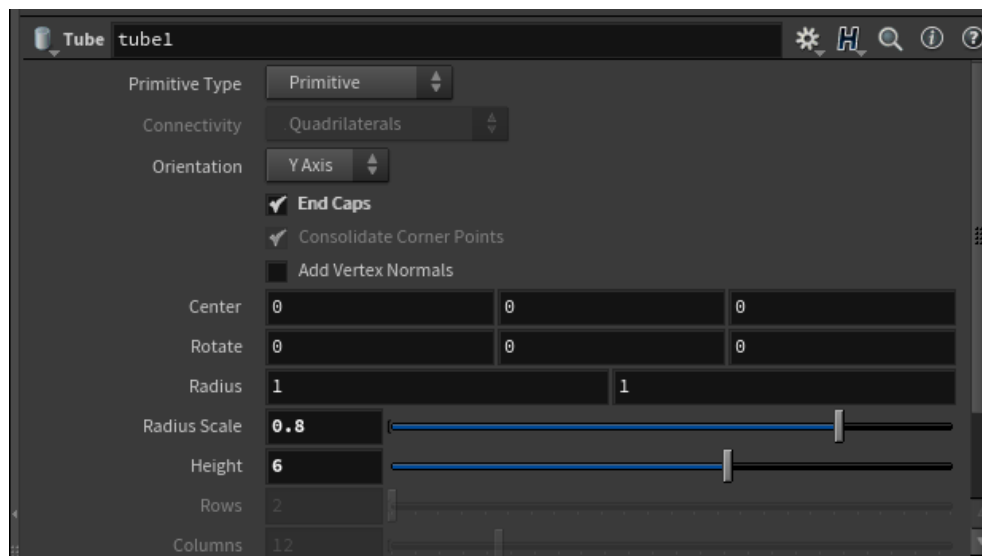 Tube tube1
Primitive Type Primitive
Connectivity Quadrilaterals
Orientation Y Axis
End Caps
Consolidate Corner Points
Add Vertex Normals
Center 0 0 0
Rotate 0 0 0
Radius 1 1
Radius Scale 0.8
Height 6
Rows 2
Columns 12